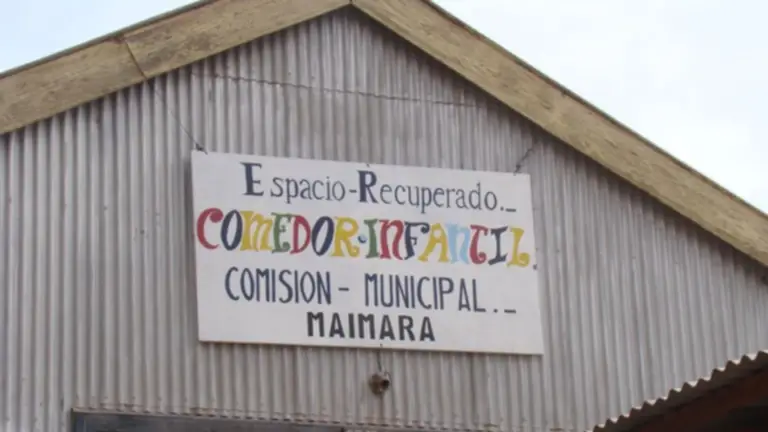 Espacio-Recuperado._
COMEDOR·INFANTIL.
COMISION - MUNICIPAL._
MAIMARA